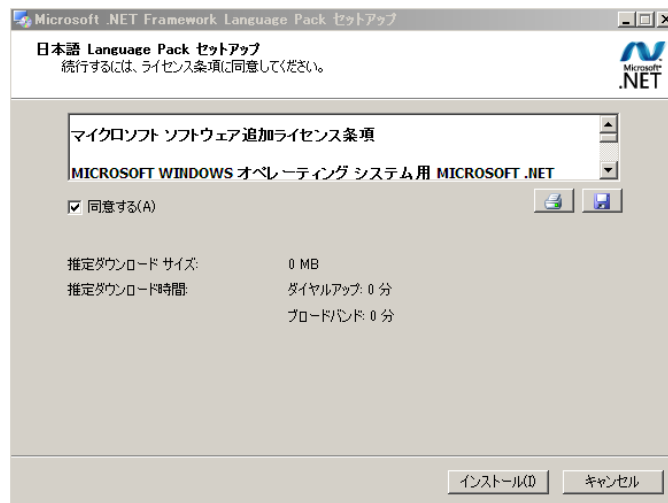 Microsoft .NET Framework Language Pack セットアップ
日本語 Language Pack セットアップ
続行するには、ライセンス条項に同意してください。
Microsoft
.NET
マイクロソフト ソフトウェア追加ライセンス条項
MICROSOFT WINDOWS オペレーティング システム用 MICROSOFT .NET
同意する(A)
推定ダウンロード サイズ: 0 MB
推定ダウンロード時間: ダイヤルアップ: 0 分
ブロードバンド: 0 分
インストール(I) キャンセル